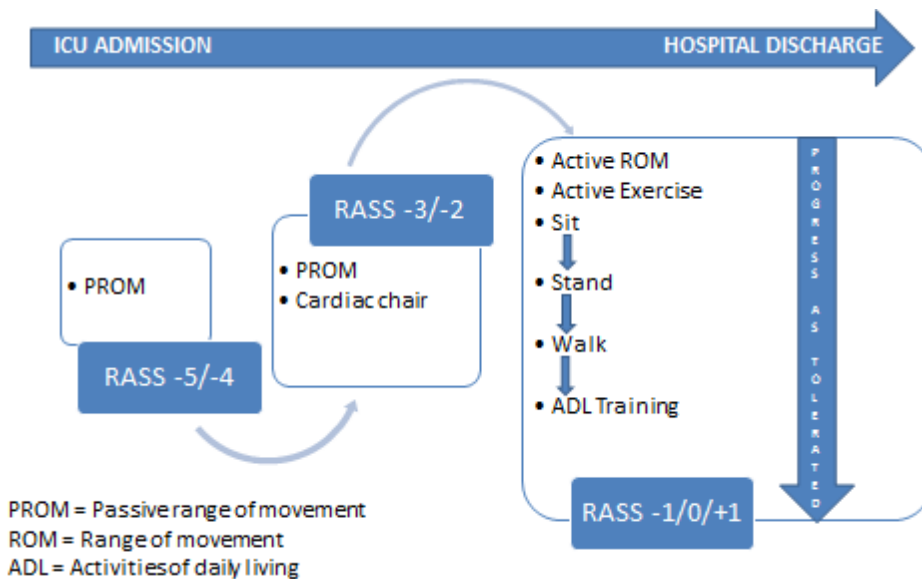 ICU ADMISSION
HOSPITAL DISCHARGE
• PROM
RASS -5/-4
RASS -3/-2
• PROM
• Cardiac chair
• Active ROM
• Active Exercise
• Sit
• Stand
• Walk
• ADL Training
RASS -1/0/+1
PROGRESS AS TOLERATED
PROM = Passive range of movement
ROM = Range of movement
ADL = Activities of daily living